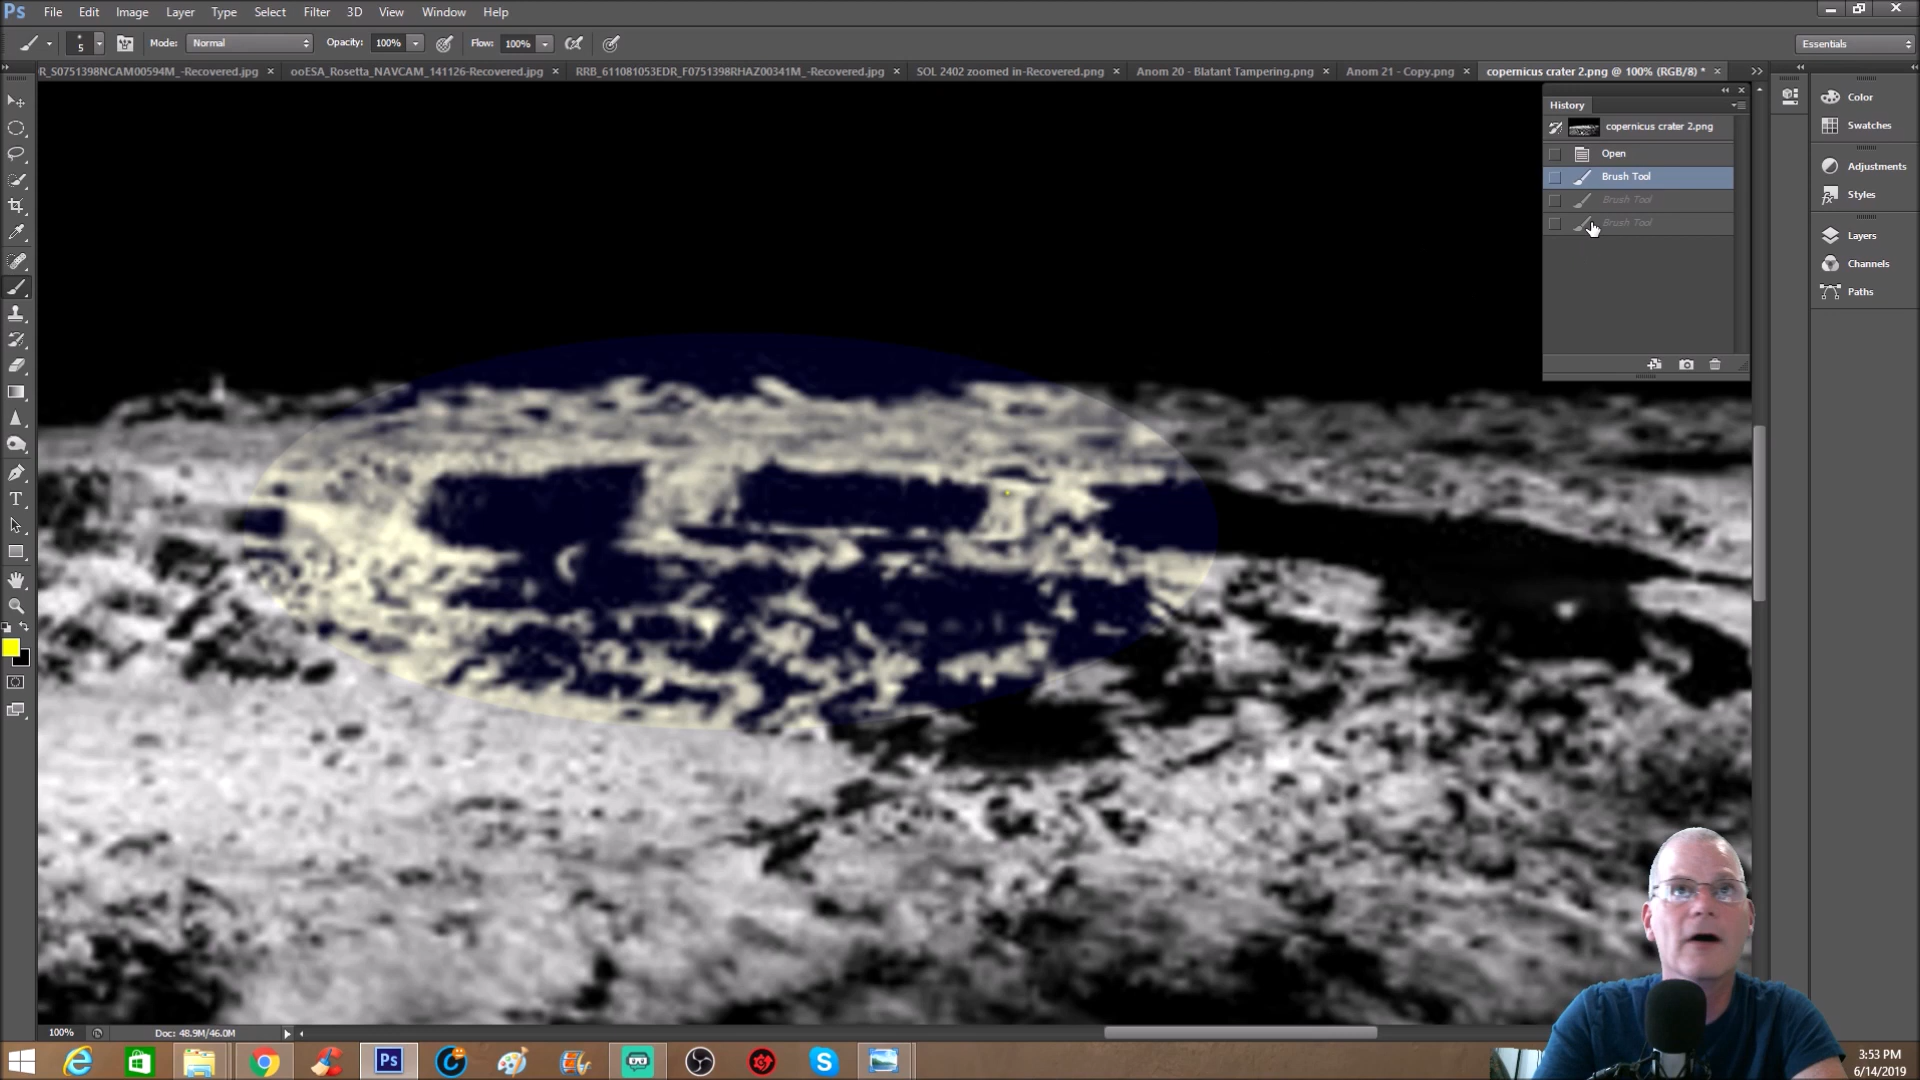 Ps File Edit Image Layer Type Select Filter 3D View Window Help
5 Mode: Normal Opacity: 100% Flow: 100% Essentials
R_S0751398NCAM00594M_-Recovered.jpg × ooESA_Rosetta_NAVCAM_141126-Recovered.jpg × RRB_611081053EDR_F0751398RHAZ00341M_-Recovered.jpg × SOL 2402 zoomed in-Recovered.png × Anom 20 - Blatant Tampering.png × Anom 21 - Copy.png × copernicus crater 2.png @ 100% (RGB/8) * ×
History
copernicus crater 2.png
Open
Brush Tool
Brush Tool
Brush Tool
Color
Swatches
Adjustments
Styles
Layers
Channels
Paths
100% Doc: 48.9M/46.0M
Ps
3:53 PM
6/14/2019